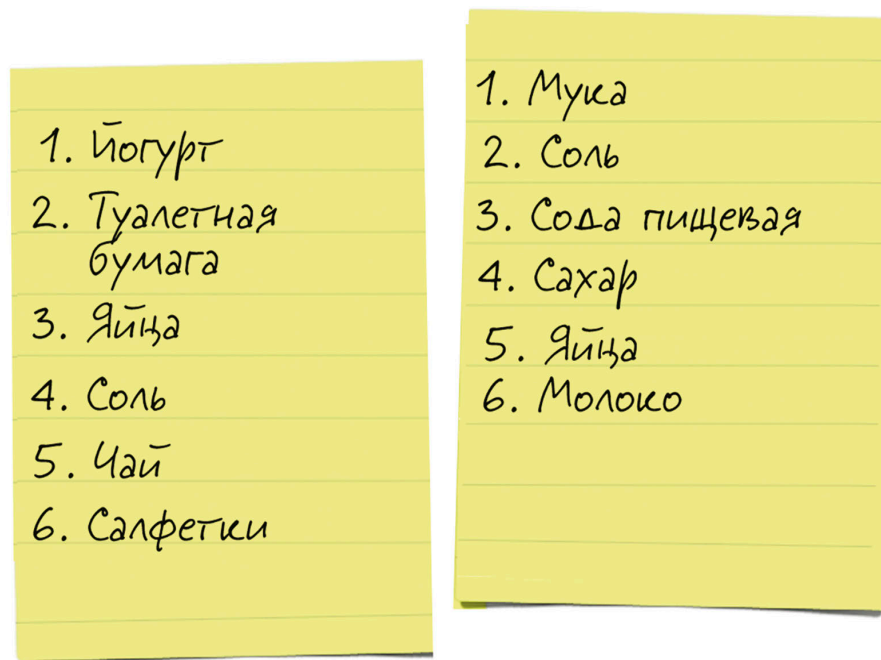 1. Йогурт
2. Туалетная
бумага
3. Яйца
4. Соль
5. Чай
6. Салфетки
1. Мука
2. Соль
3. Сода пищевая
4. Сахар
5. Яйца
6. Молоко